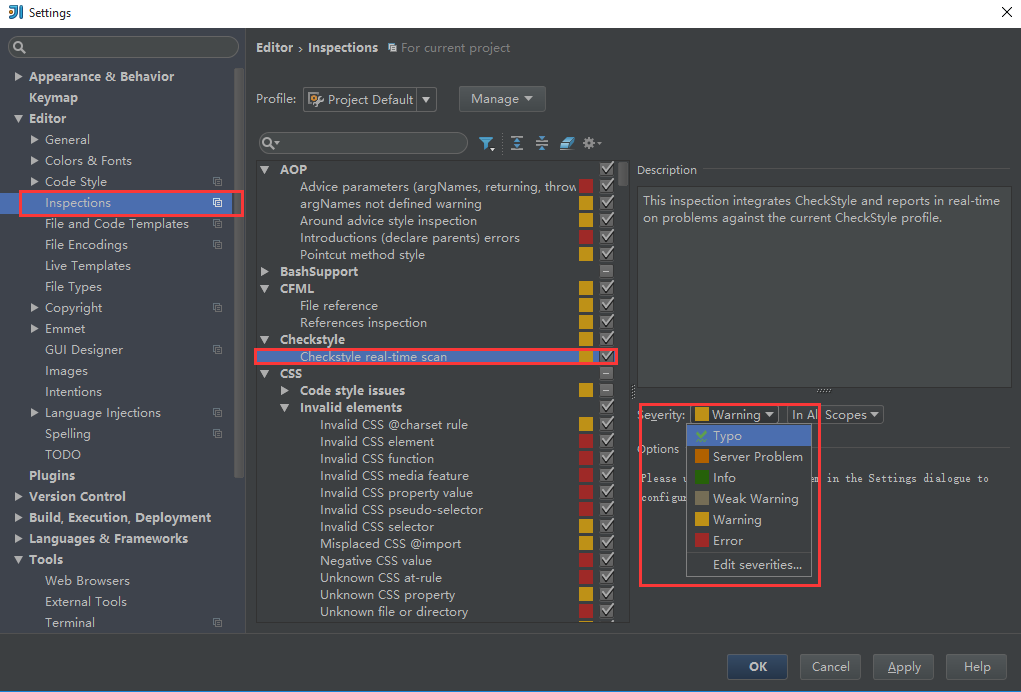 Settings
Editor › Inspections For current project
Appearance & Behavior
Keymap
Editor
General
Colors & Fonts
Code Style
Inspections
File and Code Templates
File Encodings
Live Templates
File Types
Copyright
Emmet
GUI Designer
Images
Intentions
Language Injections
Spelling
TODO
Plugins
Version Control
Build, Execution, Deployment
Languages & Frameworks
Tools
Web Browsers
External Tools
Terminal
Profile: Project Default Manage
AOP
Advice parameters (argNames, returning, throw
argNames not defined warning
Around advice style inspection
Introductions (declare parents) errors
Pointcut method style
BashSupport
CFML
File reference
References inspection
Checkstyle
Checkstyle real-time scan
CSS
Code style issues
Invalid elements
Invalid CSS @charset rule
Invalid CSS element
Invalid CSS function
Invalid CSS media feature
Invalid CSS property value
Invalid CSS pseudo-selector
Invalid CSS selector
Misplaced CSS @import
Negative CSS value
Unknown CSS at-rule
Unknown CSS property
Unknown file or directory
Description
This inspection integrates CheckStyle and reports in real-time
on problems against the current CheckStyle profile.
Severity: Warning In Al Scopes
Options
Please u em in the Settings dialogue to
configur
Typo
Server Problem
Info
Weak Warning
Warning
Error
Edit severities...
OK Cancel Apply Help